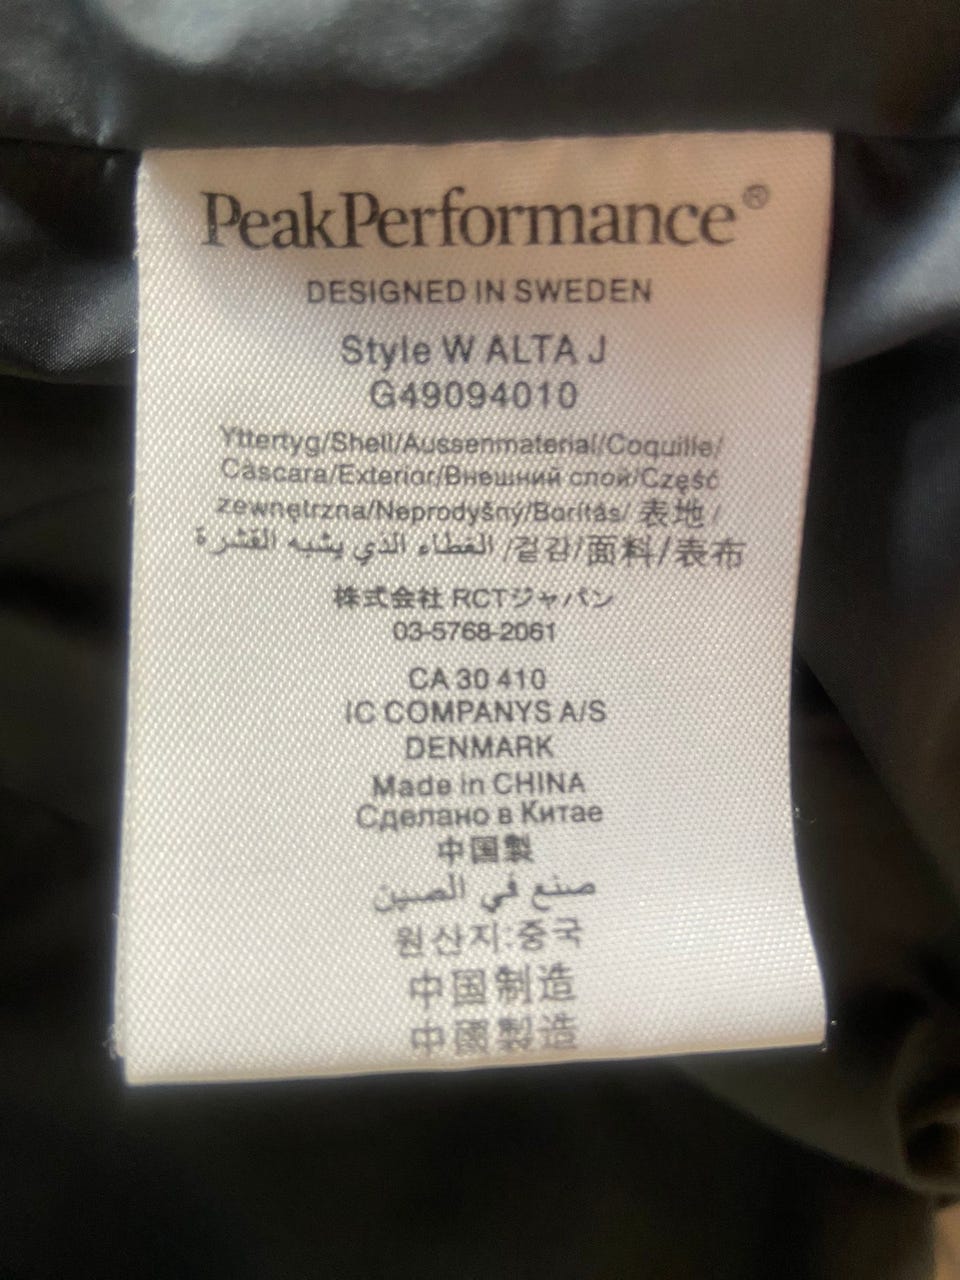 PeakPerformance®
DESIGNED IN SWEDEN
Style W ALTA J
G49094010
Yttertyg/Shell/Aussenmaterial/Coquille/
Cáscara/Exterior/Внешний слой/Część
zewnętrzna/Neprodyšný/Borítás/ 表地 /
الغطاء الذي يشبه القشرة /겉감/面料/表布
株式会社 RCTジャパン
03-5768-2061
CA 30 410
IC COMPANYS A/S
DENMARK
Made in CHINA
Сделано в Китае
中国製
صنع في الصين
원산지:중국
中国制造
中國製造